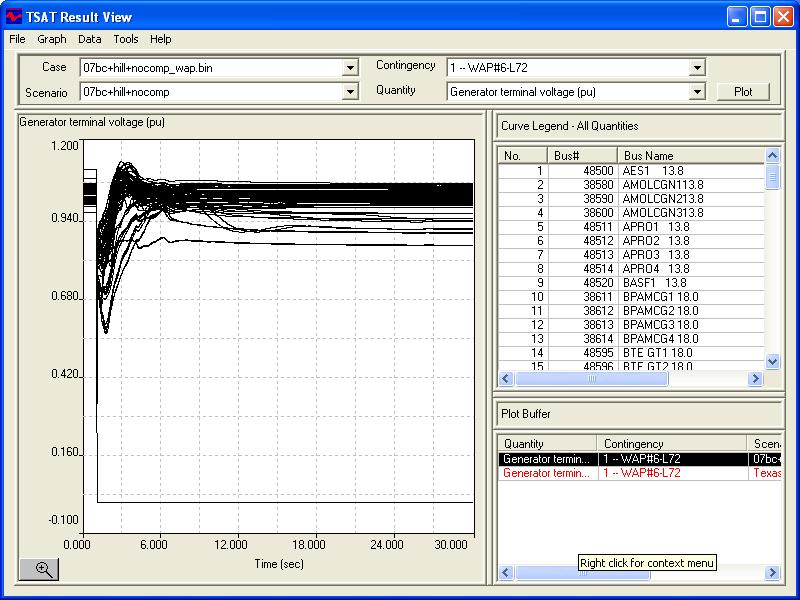 TSAT Result View
File Graph Data Tools Help
Case 07bc+hill+nocomp_wap.bin Contingency 1 -- WAP#6-L72
Scenario 07bc+hill+nocomp Quantity Generator terminal voltage (pu) Plot
Generator terminal voltage (pu)
1.200
0.940
0.680
0.420
0.160
-0.100
0.000 6.000 12.000 18.000 24.000 30.000
Time (sec)
Curve Legend - All Quantities
No. Bus# Bus Name
1 48500 AES1 13.8
2 38580 AMOLCGN113.8
3 38590 AMOLCGN213.8
4 38600 AMOLCGN313.8
5 48511 APRO1 13.8
6 48512 APRO2 13.8
7 48513 APRO3 13.8
8 48514 APRO4 13.8
9 48520 BASF1 13.8
10 38611 BPAMCG1 18.0
11 38612 BPAMCG2 18.0
12 38613 BPAMCG3 18.0
13 38614 BPAMCG4 18.0
14 48595 BTE GT1 18.0
15 48596 BTE GT2 18.0
Plot Buffer
Quantity Contingency Scen
Generator termin... 1 -- WAP#6-L72 07bc+
Generator termin... 1 -- WAP#6-L72 Texas
Right click for context menu